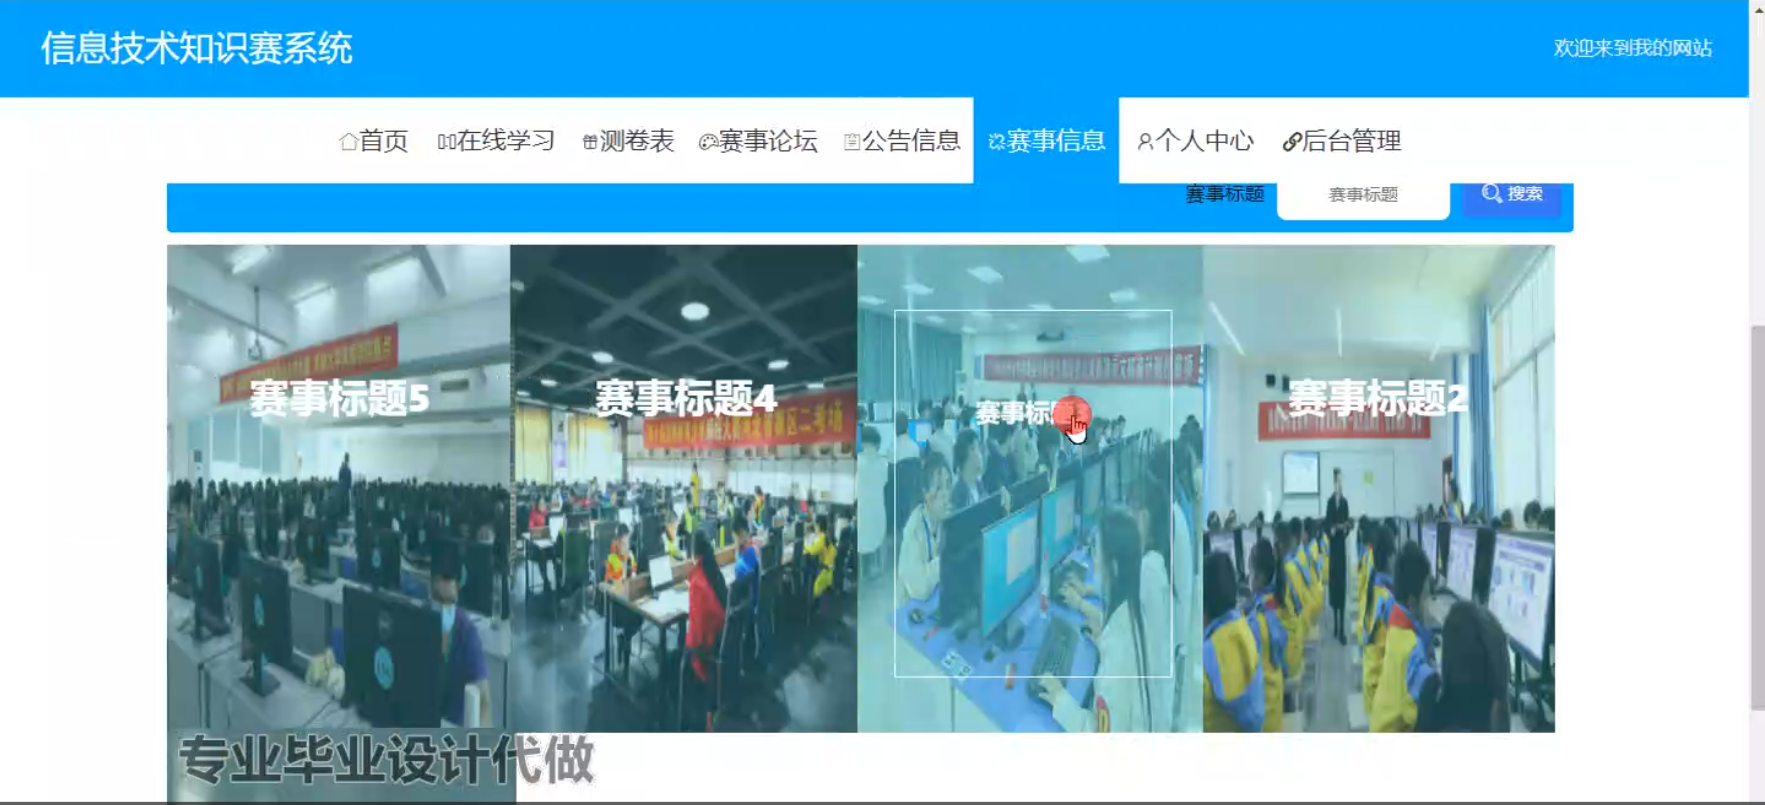 信息技术知识赛系统
欢迎来到我的网站
首页 在线学习 测卷表 赛事论坛 公告信息 赛事信息 个人中心 后台管理
赛事标题 赛事标题 搜索
赛事标题5 赛事标题4 赛事标 赛事标题2
专业毕业设计代做